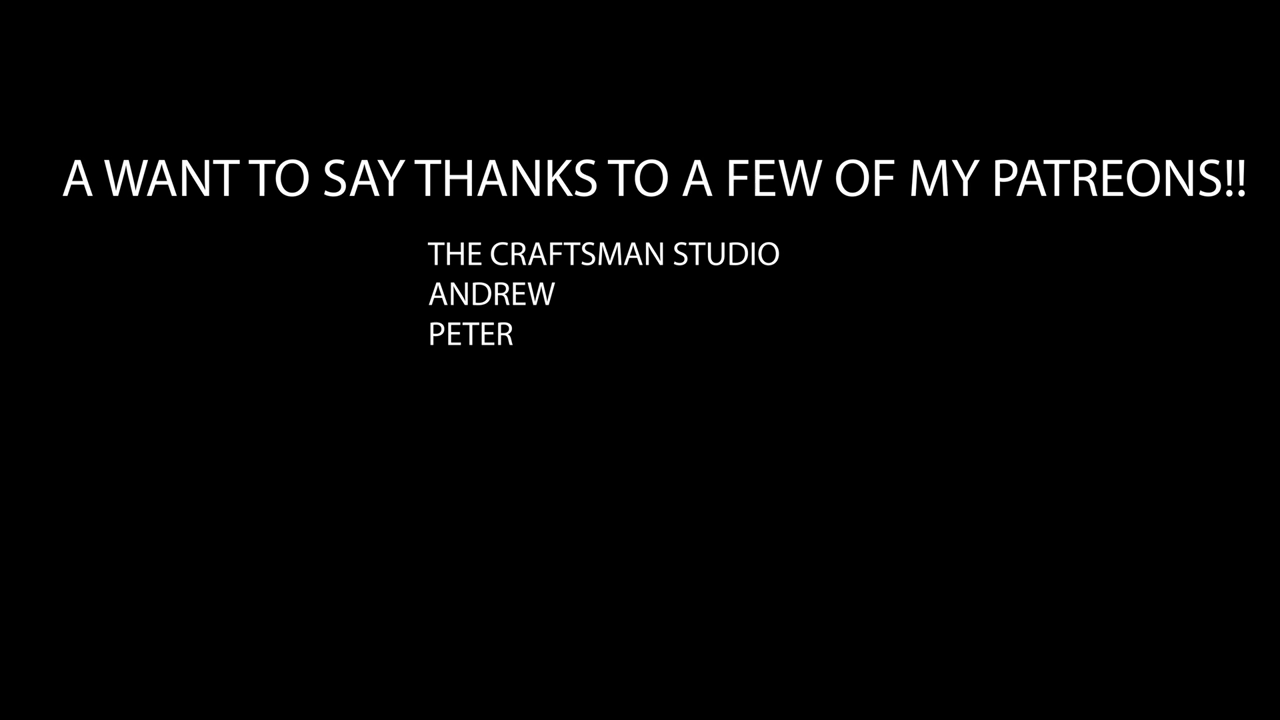 A WANT TO SAY THANKS TO A FEW OF MY PATREONS!!
THE CRAFTSMAN STUDIO
ANDREW
PETER